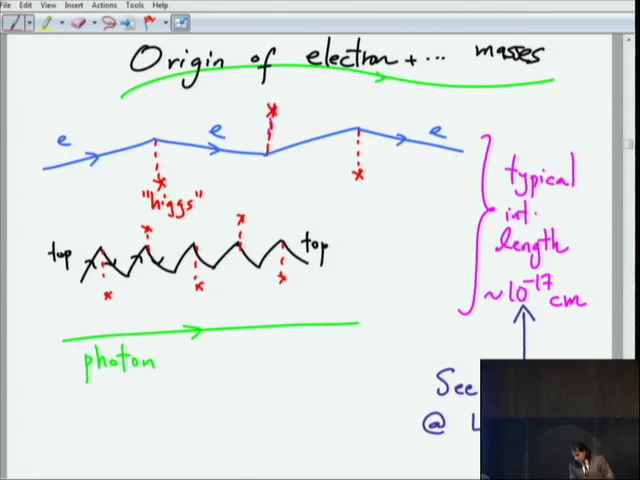 File Edit View Insert Actions Tools Help
Origin of electron + ... masses
e e e
"higgs"
top top
typical
int.
length
~10⁻¹⁷ cm
photon
See
@ L